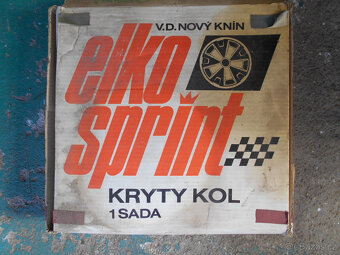 V.D. NOVÝ KNÍN
elko
sprint
KRYTY KOL
1 SADA